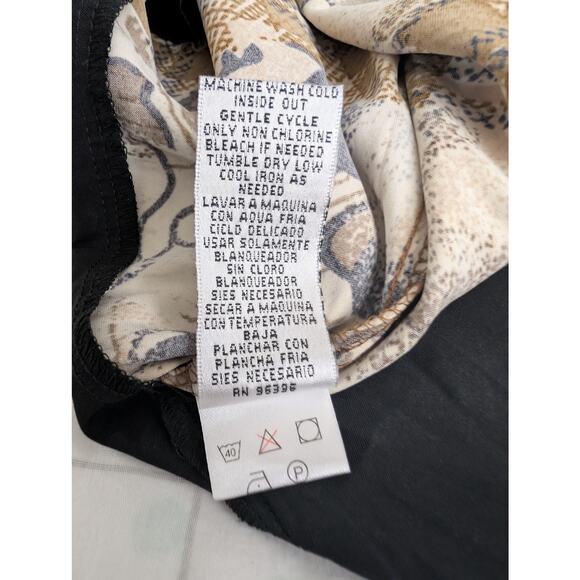 MACHINE WASH COLD
INSIDE OUT
GENTLE CYCLE
ONLY NON CHLORINE
BLEACH IF NEEDED
TUMBLE DRY LOW
COOL IRON AS
NEEDED
LAVAR A MAQUINA
CON AQUA FRIA
CICLO DELICADO
USAR SOLAMENTE
BLANQUEADOR
SIN CLORO
BLANQUEADOR
SIES NECESARIO
SECAR A MAQUINA
CON TEMPERATURA
BAJA
PLANCHAR CON
PLANCHA FRIA
SIES NECESARIO
RN 96396
40
P